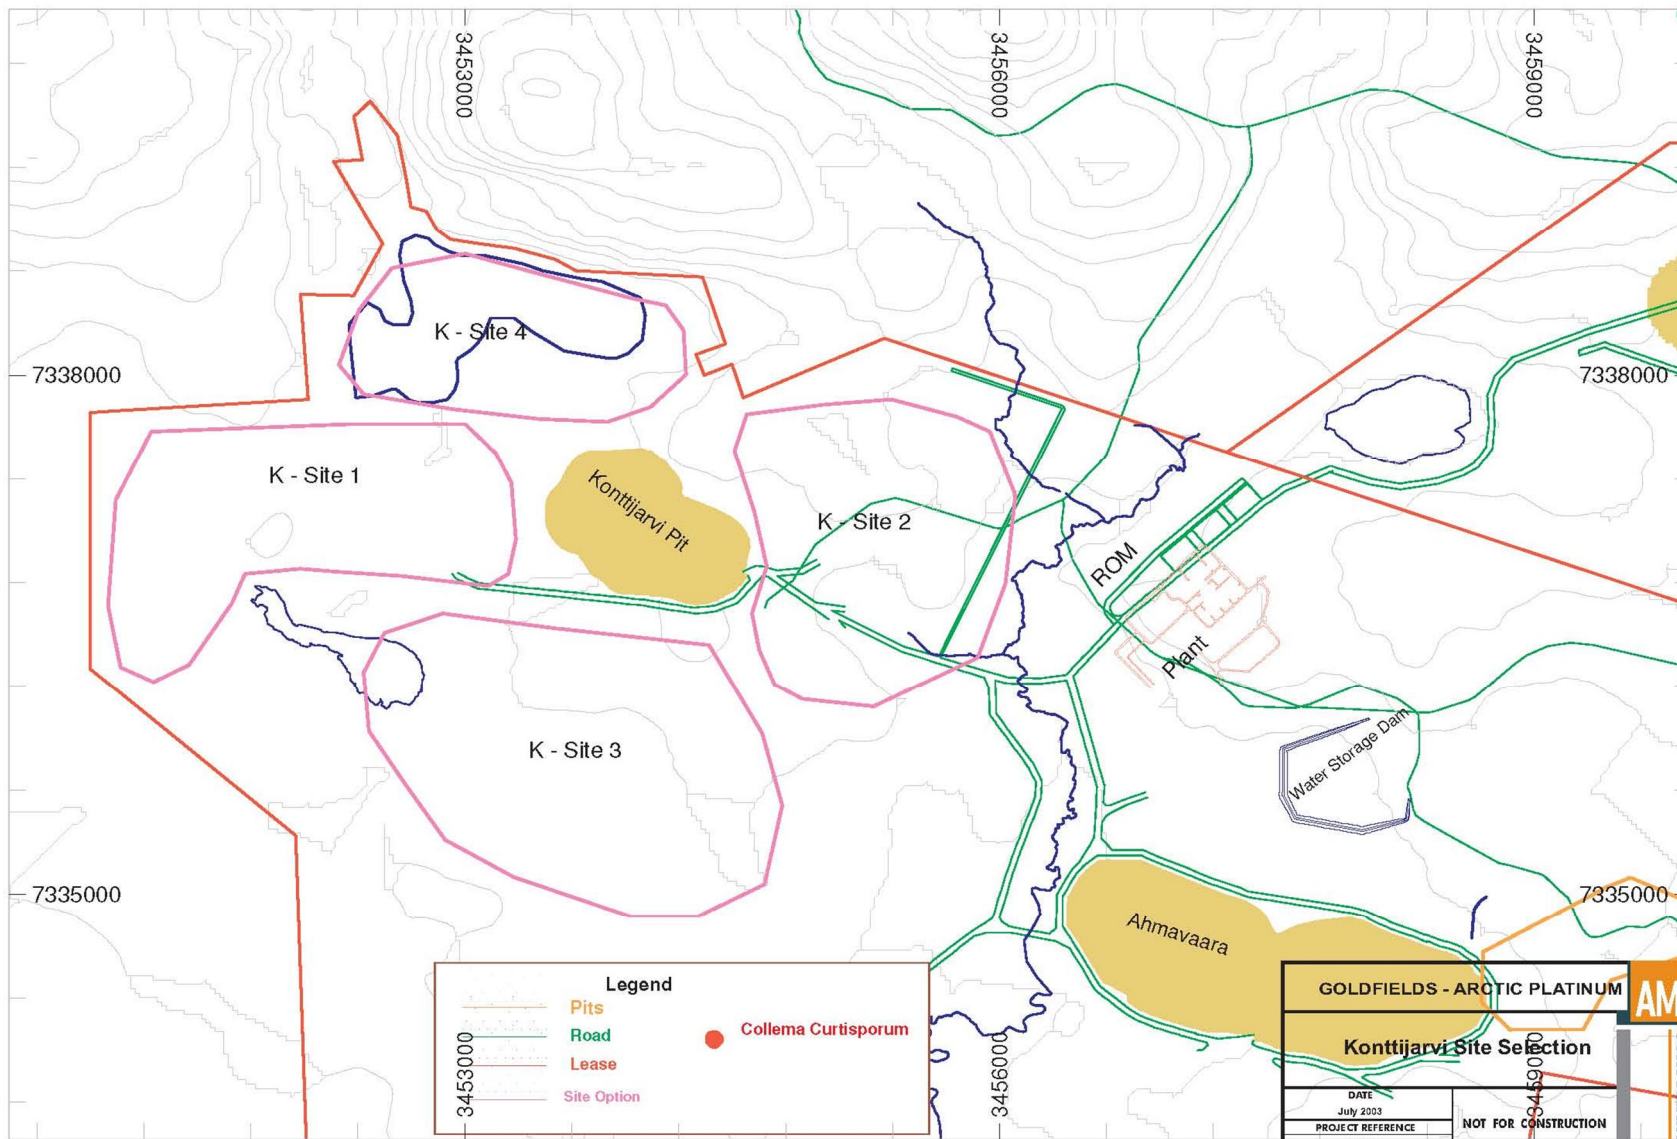 3453000
3456000
3459000
K - Site 4
7338000
7338000
K - Site 1
Konttijarvi Pit
K - Site 2
ROM
Plant
K - Site 3
Water Storage Dam
7335000
7335000
Ahmavaara
Legend
Pits
Road
Lease
Site Option
Collema Curtisporum
3453000
3459000
3459000
GOLDFIELDS - ARCTIC PLATINUM
AM
Konttijarvi Site Selection
DATE
July 2003
PROJECT REFERENCE
NOT FOR CONSTRUCTION